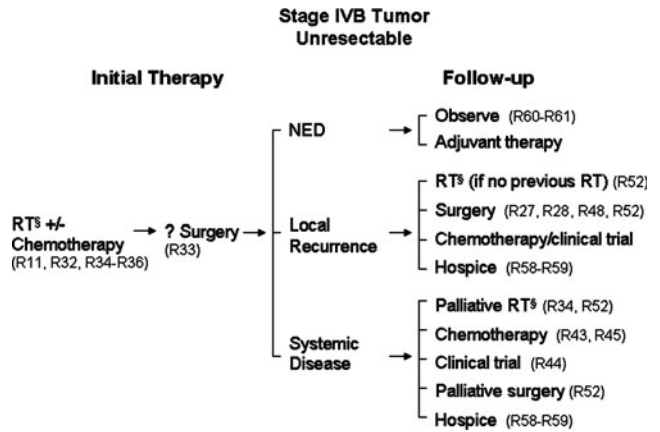 Stage IVB Tumor
Unresectable
Initial Therapy
Follow-up
RT§ +/-
Chemotherapy
(R11, R32, R34-R36)
? Surgery
(R33)
NED
Observe (R60-R61)
Adjuvant therapy
Local
Recurrence
RT§ (if no previous RT) (R52)
Surgery (R27, R28, R48, R52)
Chemotherapy/clinical trial
Hospice (R58-R59)
Systemic
Disease
Palliative RT§ (R34, R52)
Chemotherapy (R43, R45)
Clinical trial (R44)
Palliative surgery (R52)
Hospice (R58-R59)